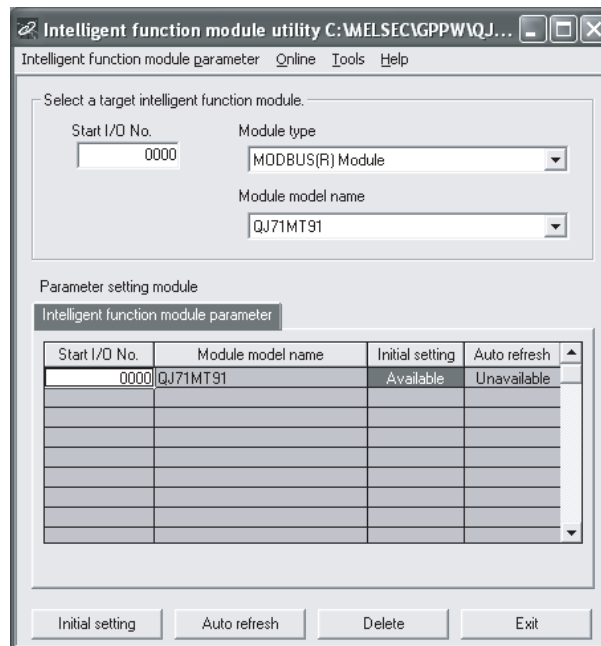 Intelligent function module utility C:\MELSEC\GPPW\QJ...
Intelligent function module parameter Online Tools Help
Select a target intelligent function module.
Start I/O No. Module type
0000 MODBUS(R) Module
Module model name
QJ71MT91
Parameter setting module
Intelligent function module parameter
Start I/O No. Module model name Initial setting Auto refresh
0000 QJ71MT91 Available Unavailable
Initial setting Auto refresh Delete Exit